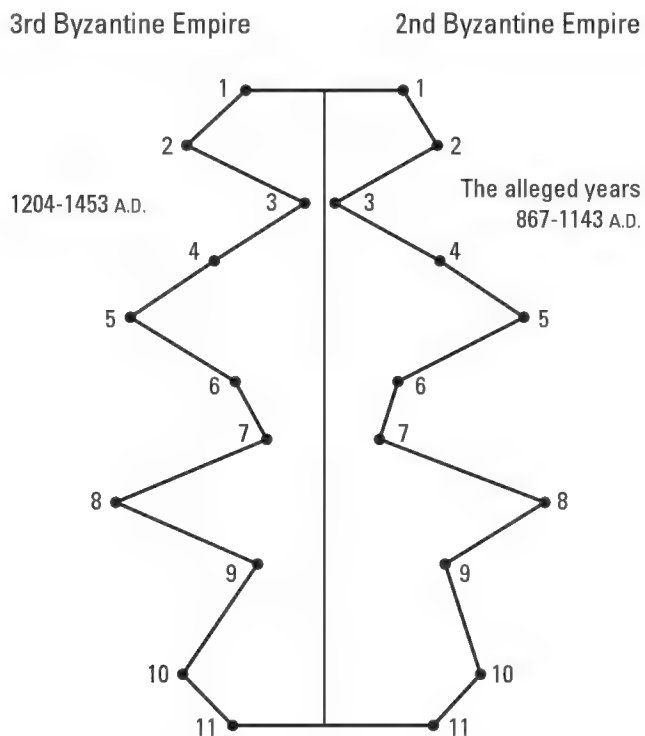 3rd Byzantine Empire 2nd Byzantine Empire
1 1
2 2
3 3
1204-1453 A.D.
The alleged years
867-1143 A.D.
4 4
5 5
6 6
7 7
8 8
9 9
10 10
11 11